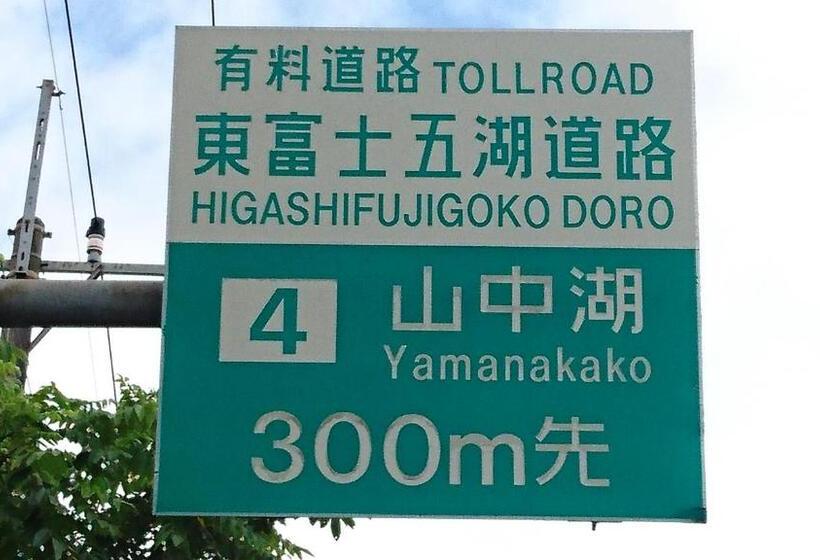 有料道路 TOLLROAD
東富士五湖道路
HIGASHIFUJIGOKO DORO
4 山中湖
Yamanakako
300m先